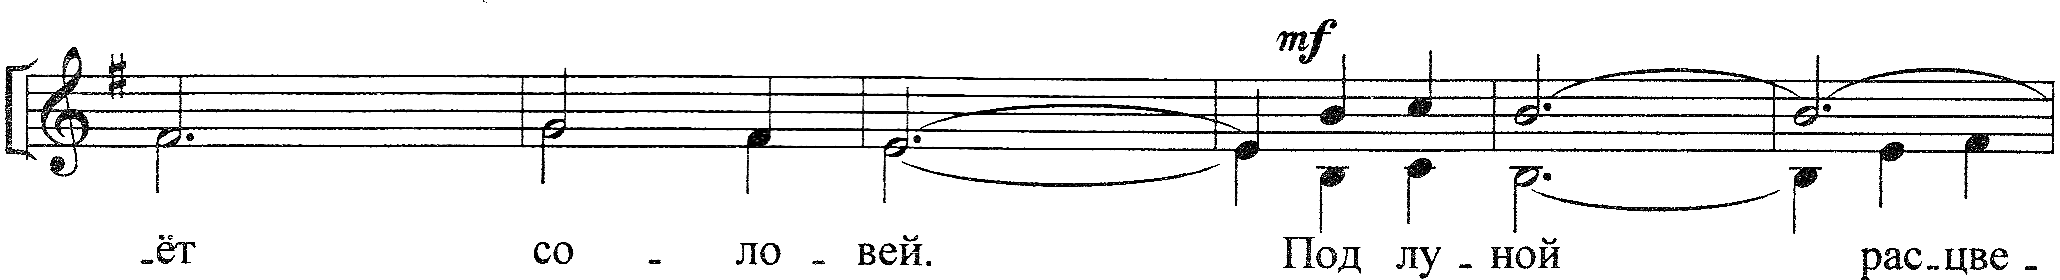 mf
-ёт со - ло - вей. Под лу - ной рас - цве -